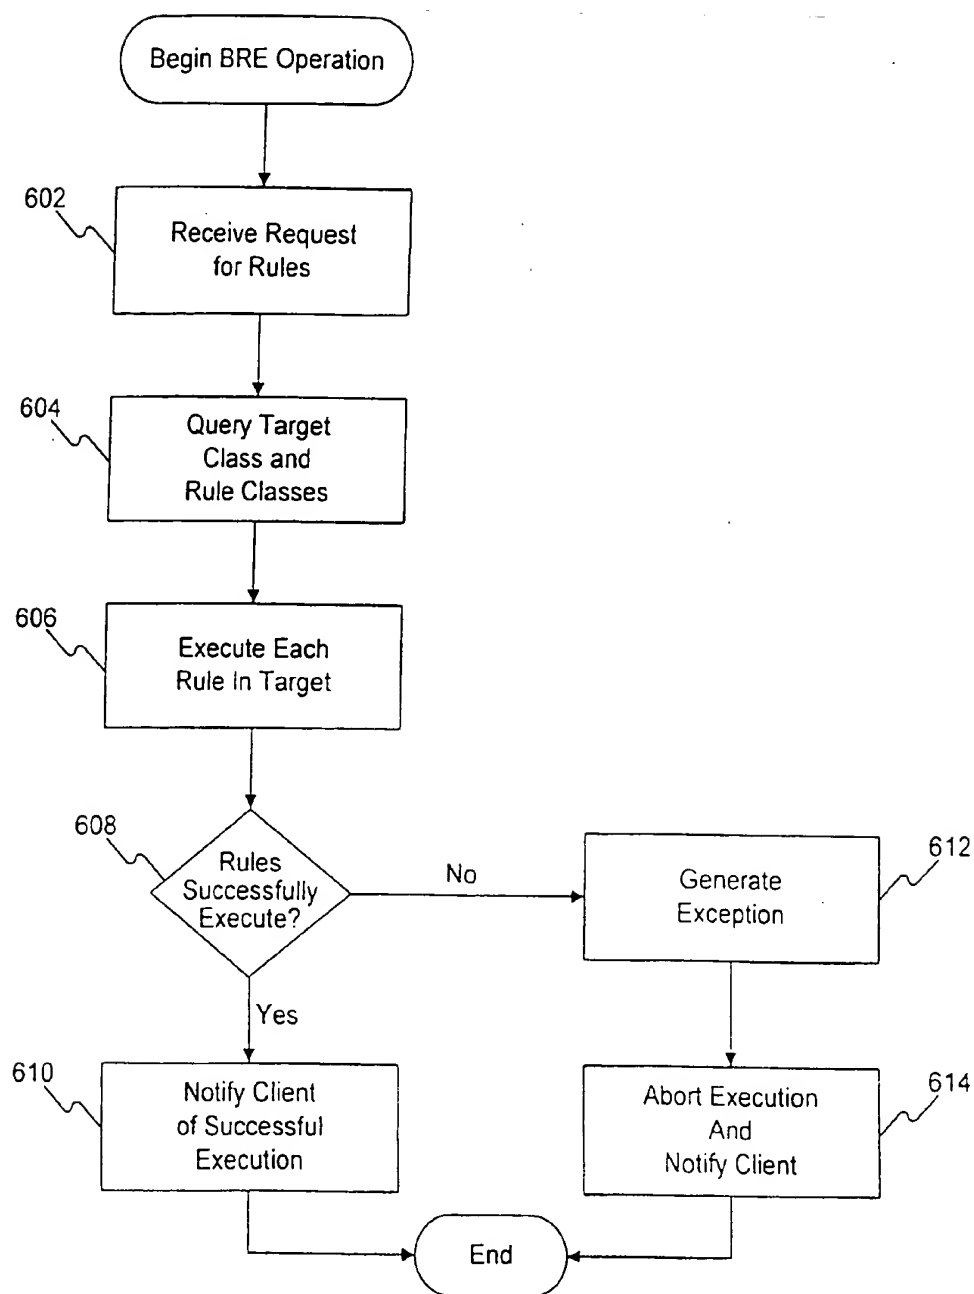 Begin BRE Operation
602
Receive Request
for Rules
604
Query Target
Class and
Rule Classes
606
Execute Each
Rule In Target
608
Rules
Successfully
Execute?
No
612
Generate
Exception
Yes
610
Notify Client
of Successful
Execution
614
Abort Execution
And
Notify Client
End